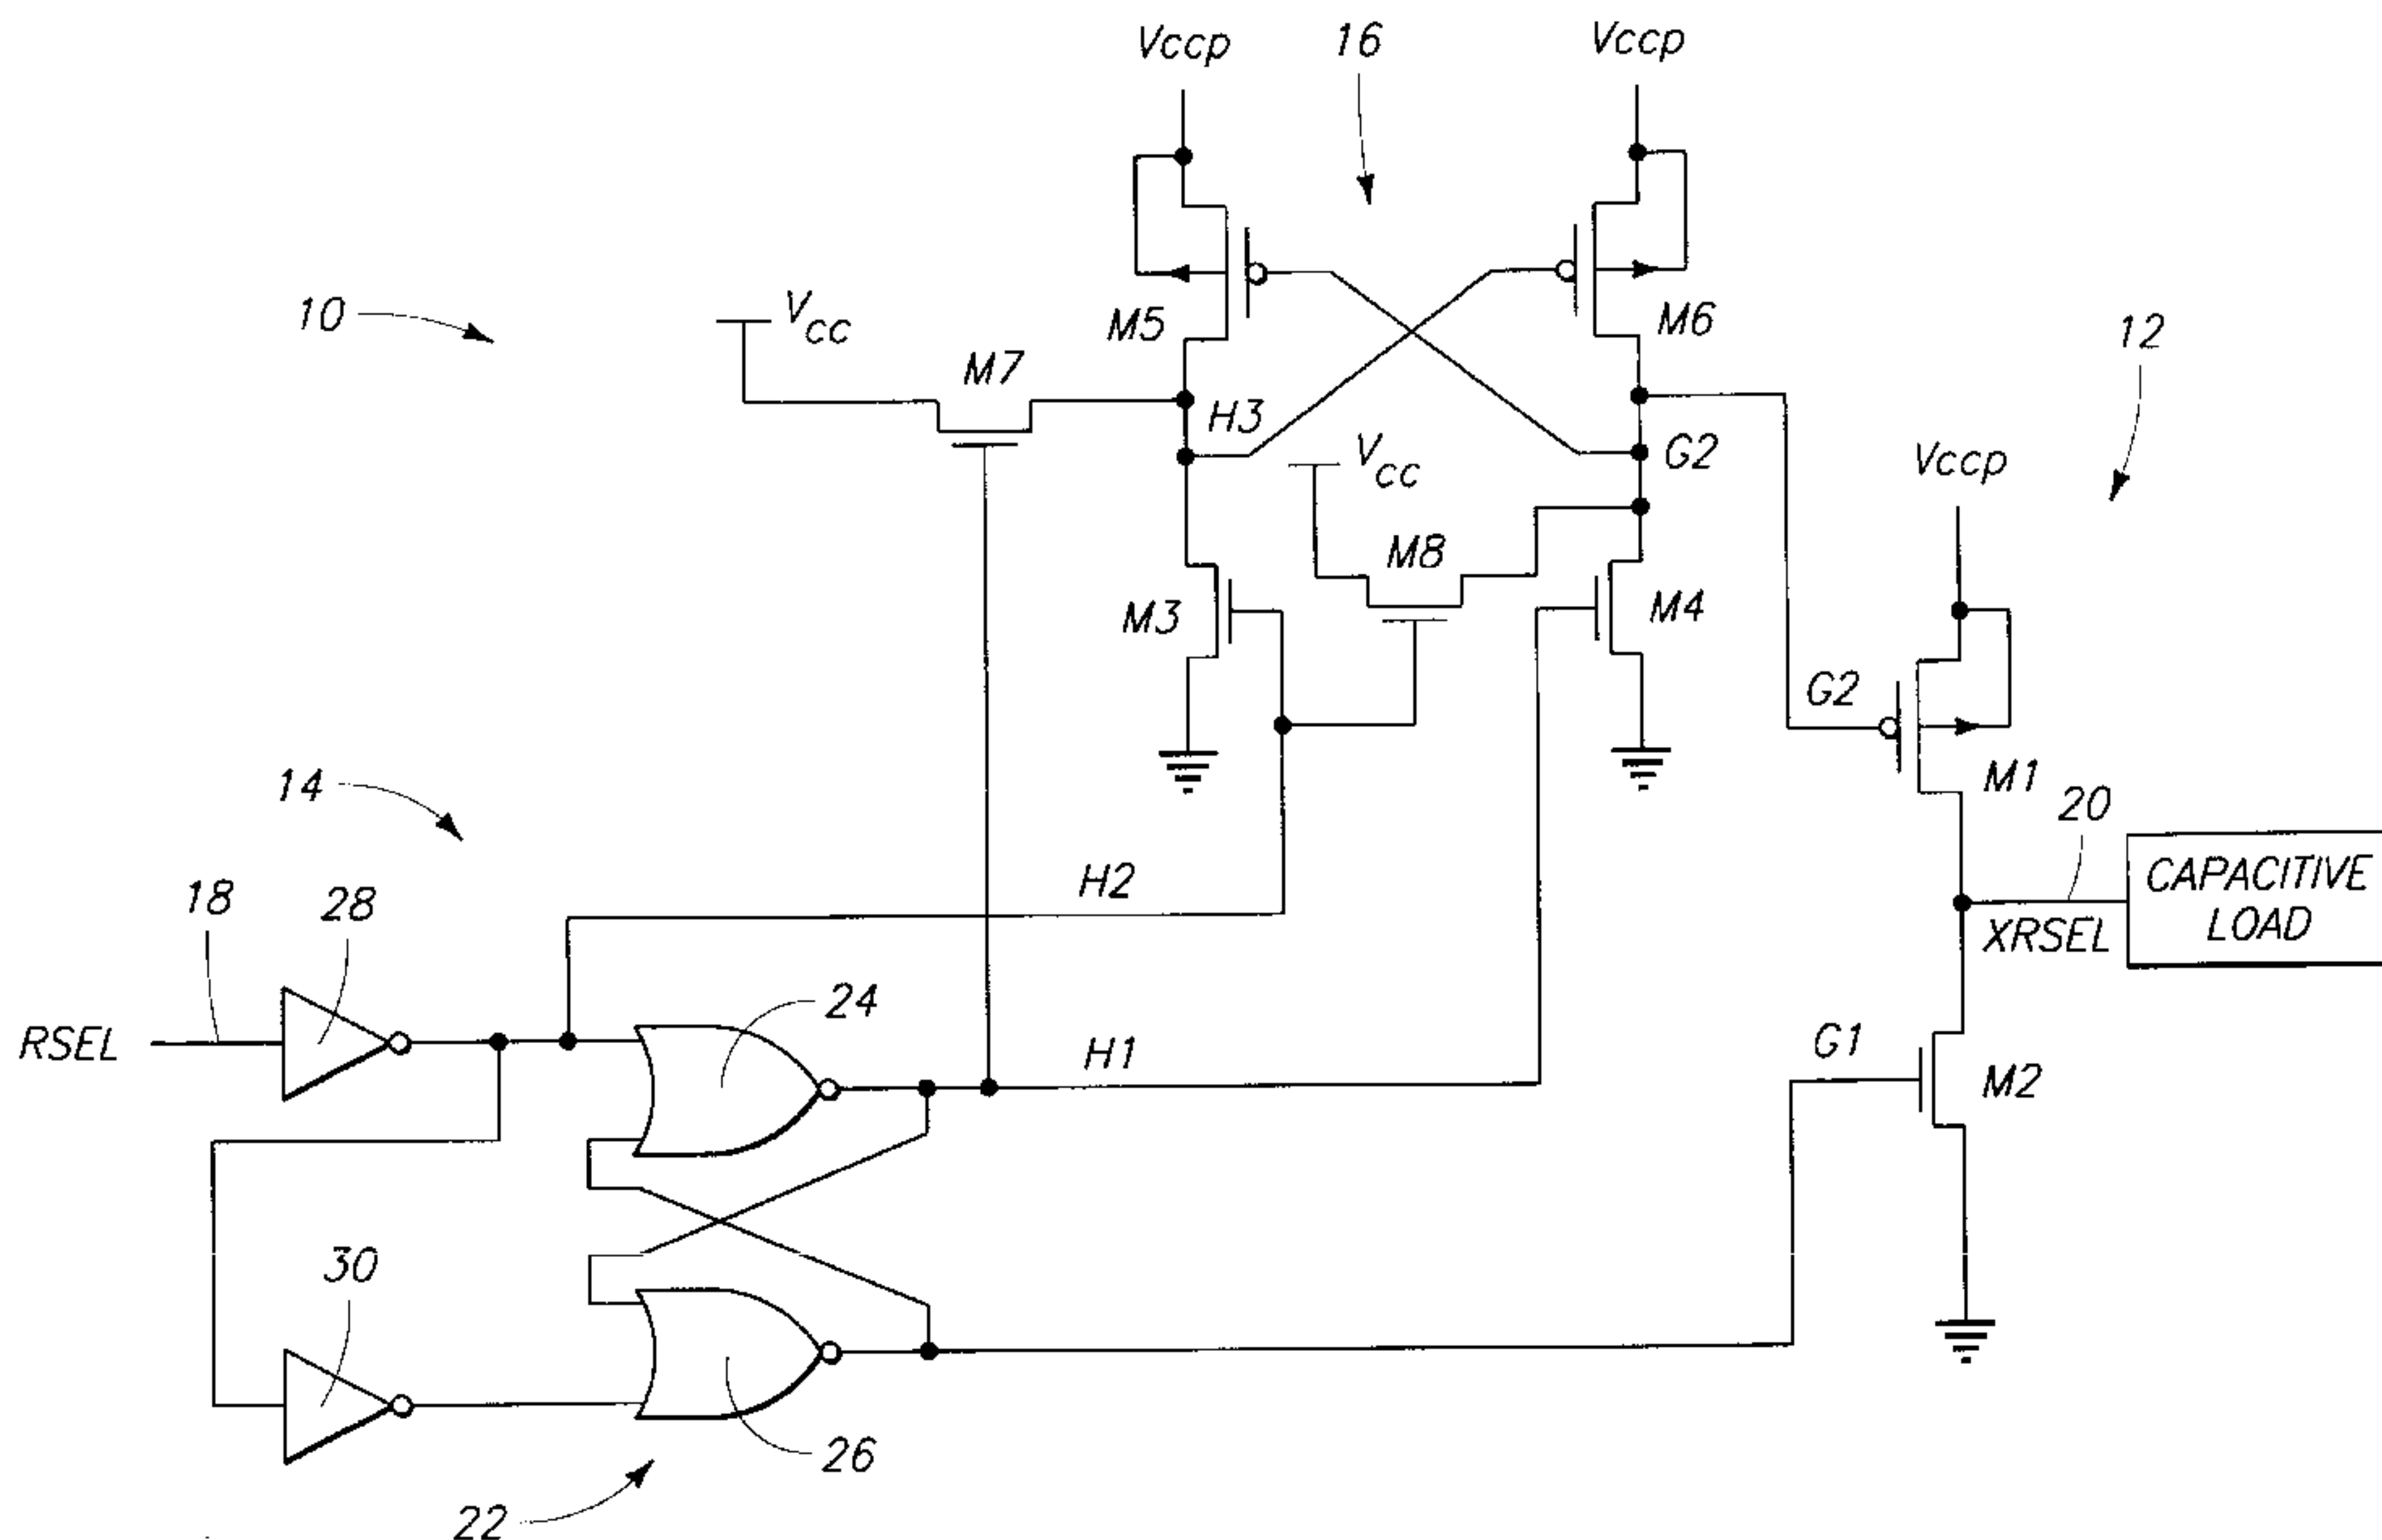 Vccp
16
Vccp
10
VCC
M7
M5
M6
12
H3
G2
VCC
Vccp
M8
M3
M4
G2
M1
14
20
CAPACITIVE
LOAD
XRSEL
H2
18
28
24
RSEL
H1
G1
M2
30
26
22